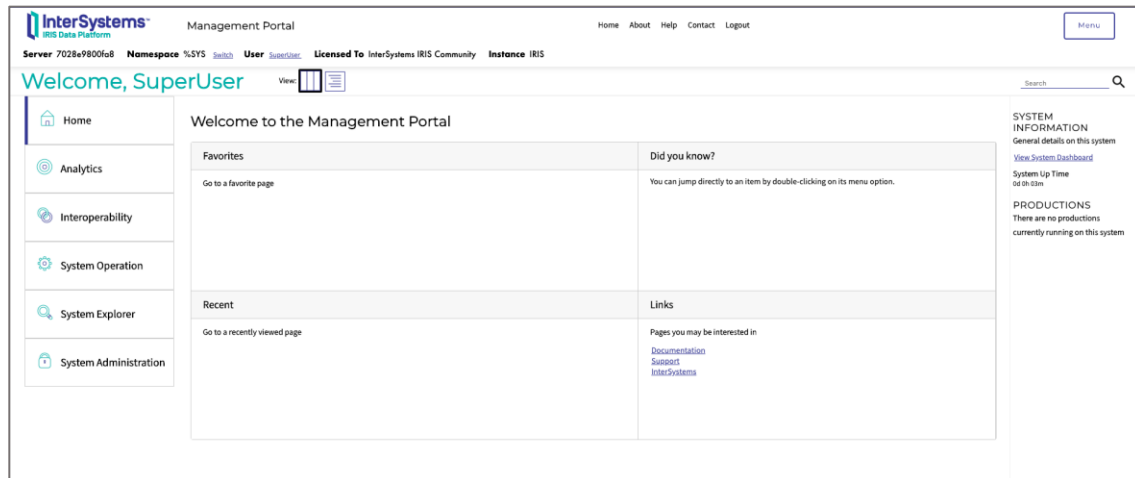 InterSystems™
IRIS Data Platform
Management Portal
Home About Help Contact Logout
Menu
Server 7028e9800fa8 Namespace %SYS Switch User SuperUser Licensed To InterSystems IRIS Community Instance IRIS
Welcome, SuperUser
View:
Search
Home
Analytics
Interoperability
System Operation
System Explorer
System Administration
Welcome to the Management Portal
Favorites
Go to a favorite page
Did you know?
You can jump directly to an item by double-clicking on its menu option.
Recent
Go to a recently viewed page
Links
Pages you may be interested in
Documentation
Support
InterSystems
SYSTEM
INFORMATION
General details on this system
View System Dashboard
System Up Time
0d 0h 03m
PRODUCTIONS
There are no productions
currently running on this system